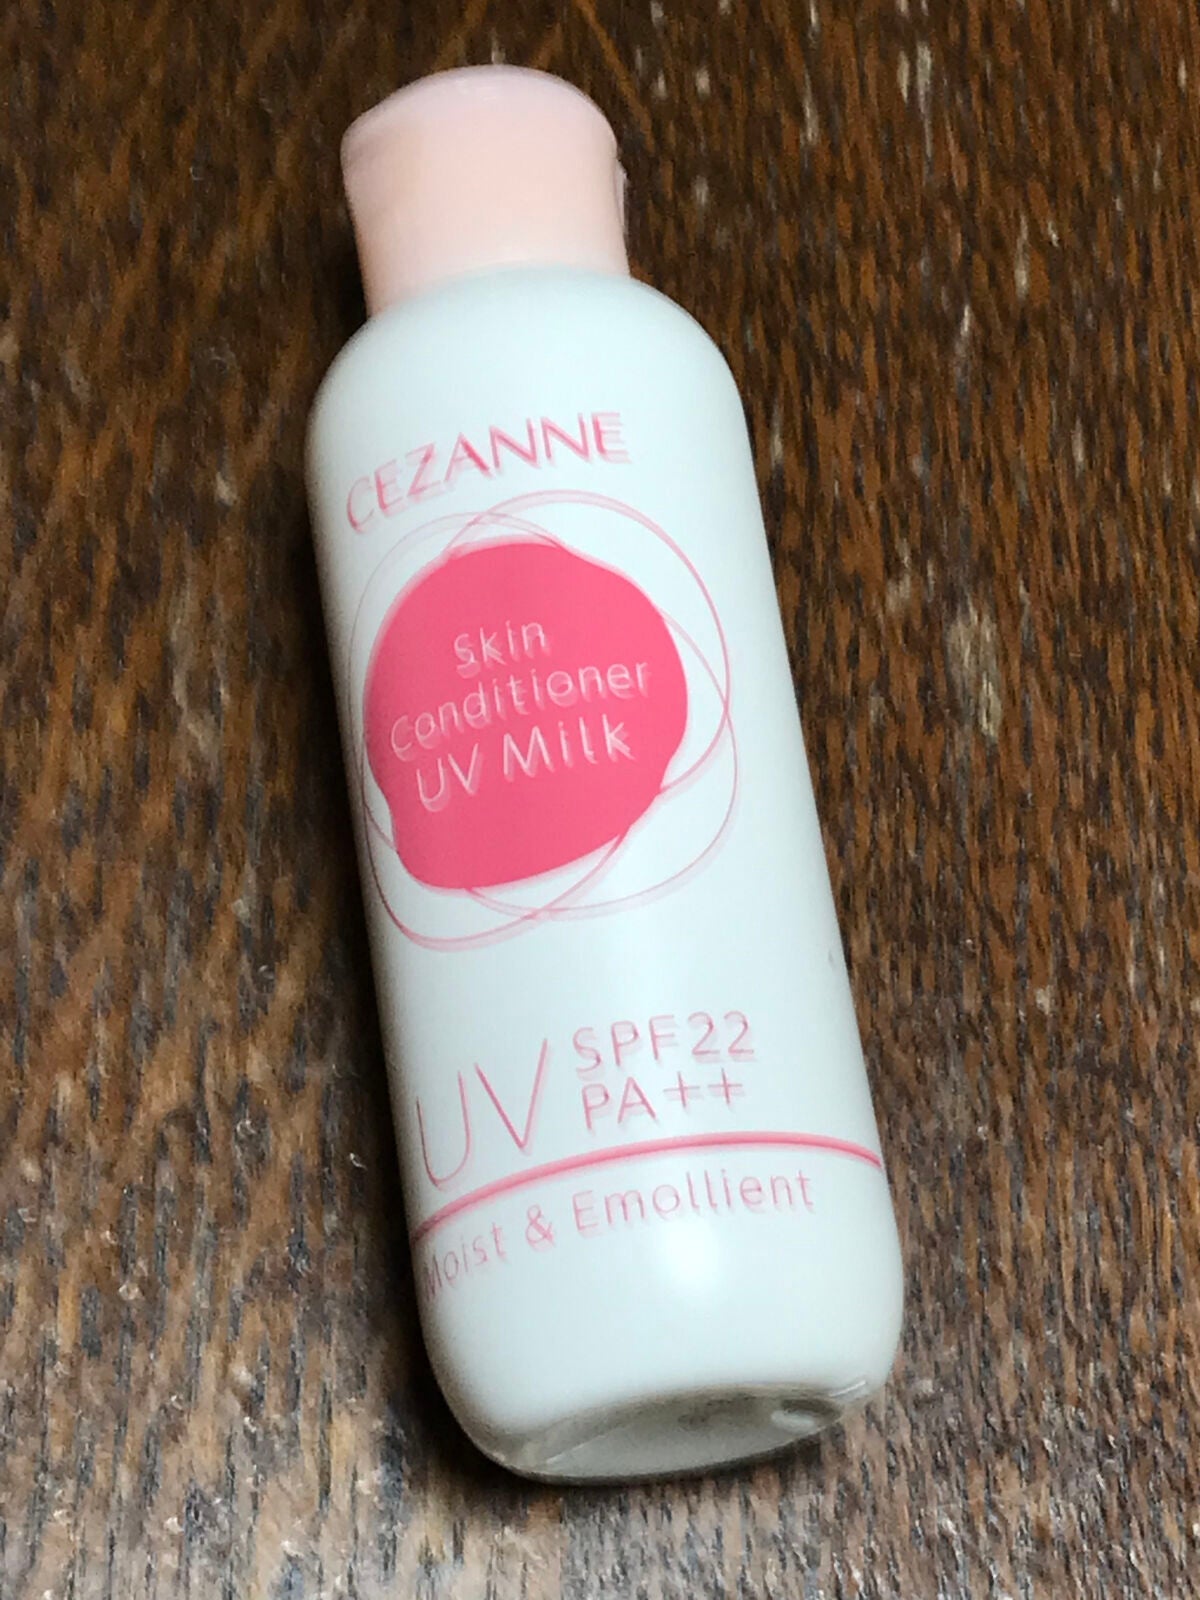 CEZANNE
Skin
Conditioner
UV Milk
UV SPF22
PA++
Moist & Emollient